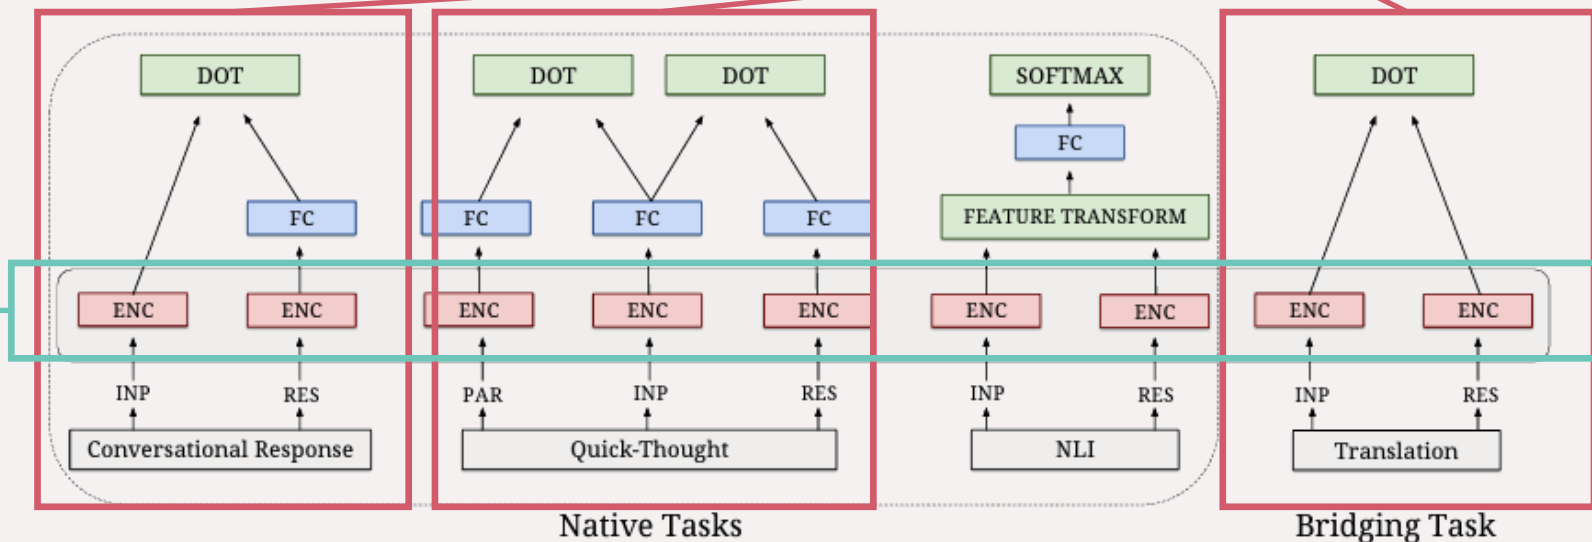 DOT DOT DOT SOFTMAX DOT
FC
FC FC FC FC FEATURE TRANSFORM
ENC ENC ENC ENC ENC ENC ENC ENC ENC
INP RES PAR INP RES INP RES INP RES
Conversational Response Quick-Thought NLI Translation
Native Tasks Bridging Task